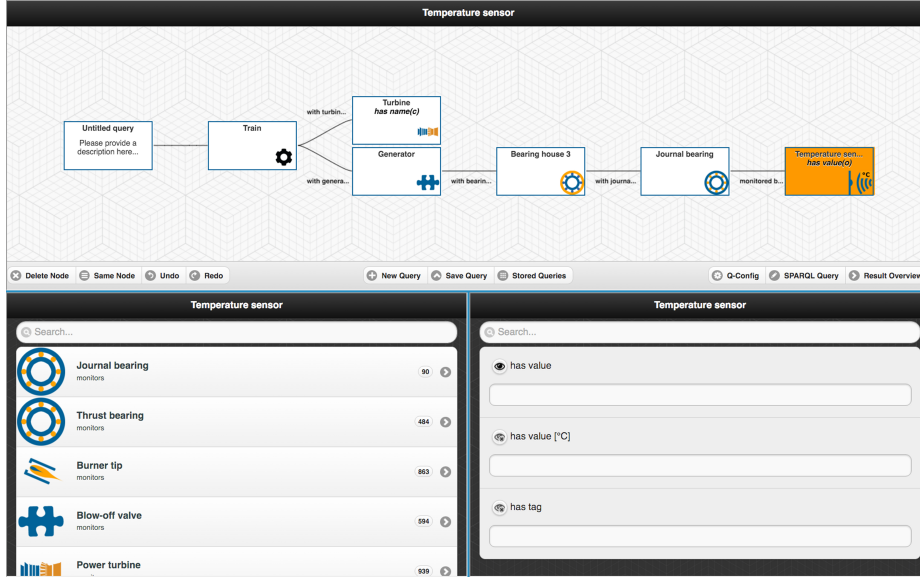 Temperature sensor
Untitled query
Please provide a
description here...
Train
with turbin...
Turbine
has name(c)
with genera...
Generator
with bearin...
Bearing house 3
with journa...
Journal bearing
monitored b...
Temperature sen...
has value(o)
°C
Delete Node
Same Node
Undo
Redo
New Query
Save Query
Stored Queries
Q-Config
SPARQL Query
Result Overview
Temperature sensor
Search...
Journal bearing
monitors
90
Thrust bearing
monitors
484
Burner tip
monitors
863
Blow-off valve
monitors
594
Power turbine
939
Temperature sensor
Search...
has value
has value [°C]
has tag